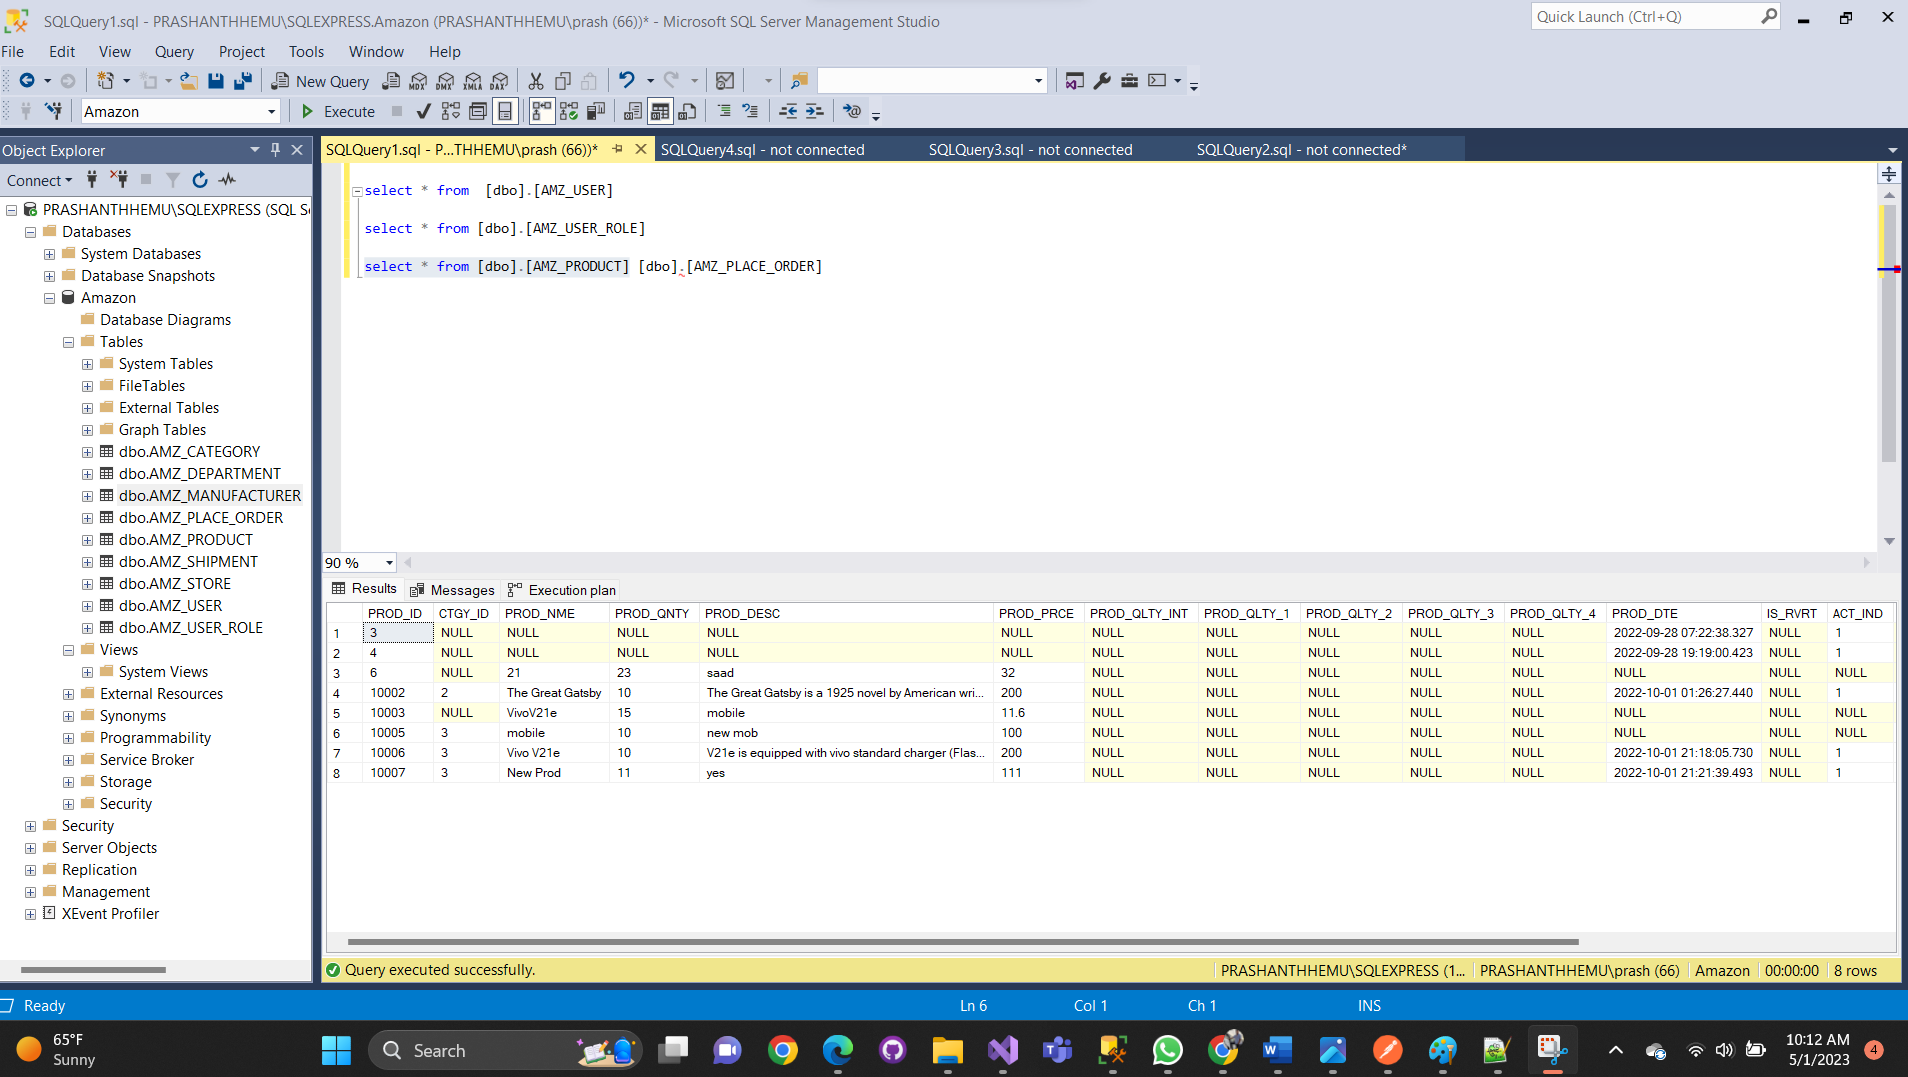 SQLQuery1.sql - PRASHANTHHEMU\SQLEXPRESS.Amazon (PRASHANTHHEMU\prash (66))* - Microsoft SQL Server Management Studio
Quick Launch (Ctrl+Q)
File Edit View Query Project Tools Window Help
New Query MDX DMX XMLA DAX
Amazon Execute
Object Explorer
SQLQuery1.sql - P...THHEMU\prash (66))* SQLQuery4.sql - not connected SQLQuery3.sql - not connected SQLQuery2.sql - not connected*
Connect
PRASHANTHHEMU\SQLEXPRESS (SQL S
Databases
System Databases
Database Snapshots
Amazon
Database Diagrams
Tables
System Tables
FileTables
External Tables
Graph Tables
dbo.AMZ_CATEGORY
dbo.AMZ_DEPARTMENT
dbo.AMZ_MANUFACTURER
dbo.AMZ_PLACE_ORDER
dbo.AMZ_PRODUCT
dbo.AMZ_SHIPMENT
dbo.AMZ_STORE
dbo.AMZ_USER
dbo.AMZ_USER_ROLE
Views
System Views
External Resources
Synonyms
Programmability
Service Broker
Storage
Security
Security
Server Objects
Replication
Management
XEvent Profiler
select * from  [dbo].[AMZ_USER]
select * from [dbo].[AMZ_USER_ROLE]
select * from [dbo].[AMZ_PRODUCT] [dbo].[AMZ_PLACE_ORDER]
90 %
Results Messages Execution plan
PROD_ID CTGY_ID PROD_NME PROD_QNTY PROD_DESC PROD_PRCE PROD_QLTY_INT PROD_QLTY_1 PROD_QLTY_2 PROD_QLTY_3 PROD_QLTY_4 PROD_DTE IS_RVRT ACT_IND
1 3 NULL NULL NULL NULL NULL NULL NULL NULL NULL NULL 2022-09-28 07:22:38.327 NULL 1
2 4 NULL NULL NULL NULL NULL NULL NULL NULL NULL NULL 2022-09-28 19:19:00.423 NULL 1
3 6 NULL 21 23 saad 32 NULL NULL NULL NULL NULL NULL NULL NULL
4 10002 2 The Great Gatsby 10 The Great Gatsby is a 1925 novel by American wri... 200 NULL NULL NULL NULL NULL 2022-10-01 01:26:27.440 NULL 1
5 10003 NULL VivoV21e 15 mobile 11.6 NULL NULL NULL NULL NULL NULL NULL NULL
6 10005 3 mobile 10 new mob 100 NULL NULL NULL NULL NULL NULL NULL NULL
7 10006 3 Vivo V21e 10 V21e is equipped with vivo standard charger (Flas... 200 NULL NULL NULL NULL NULL 2022-10-01 21:18:05.730 NULL 1
8 10007 3 New Prod 11 yes 111 NULL NULL NULL NULL NULL 2022-10-01 21:21:39.493 NULL 1
Query executed successfully. PRASHANTHHEMU\SQLEXPRESS (1... PRASHANTHHEMU\prash (66) Amazon 00:00:00 8 rows
Ready Ln 6 Col 1 Ch 1 INS
65°F
Sunny
Search
10:12 AM
5/1/2023
4